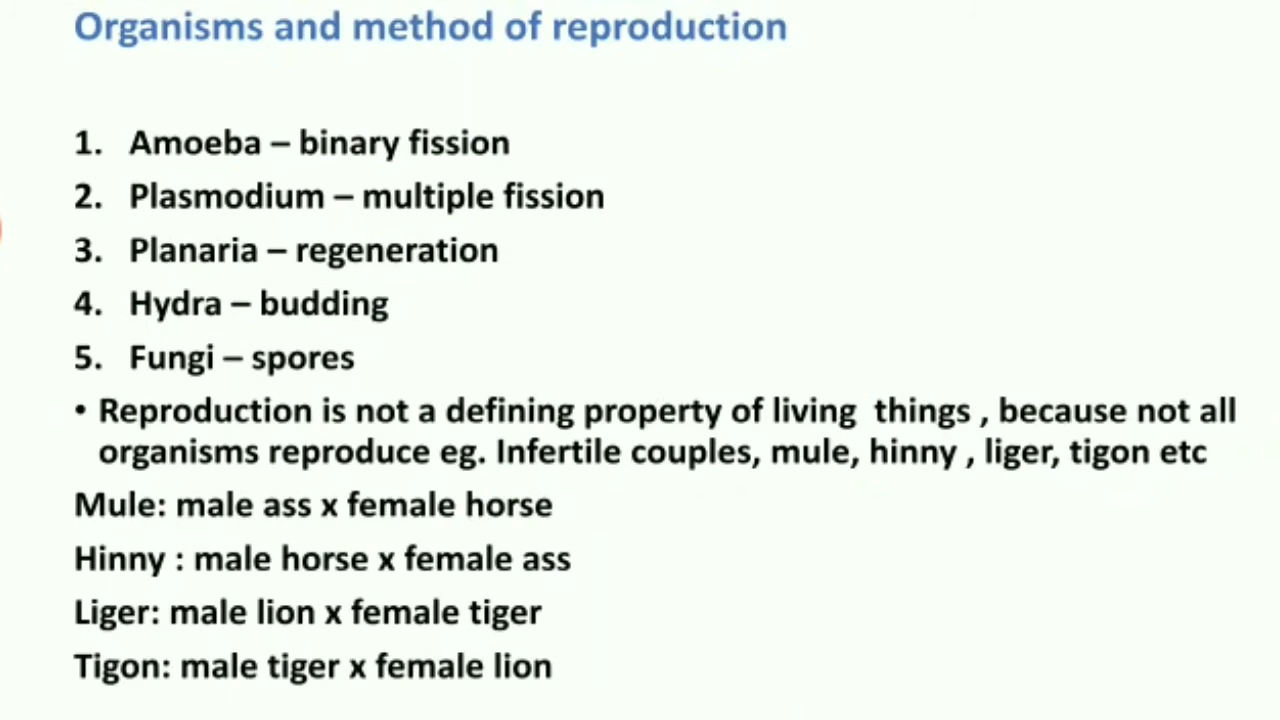 Organisms and method of reproduction
1. Amoeba – binary fission
2. Plasmodium – multiple fission
3. Planaria – regeneration
4. Hydra – budding
5. Fungi – spores
• Reproduction is not a defining property of living things , because not all
organisms reproduce eg. Infertile couples, mule, hinny , liger, tigon etc
Mule: male ass x female horse
Hinny : male horse x female ass
Liger: male lion x female tiger
Tigon: male tiger x female lion